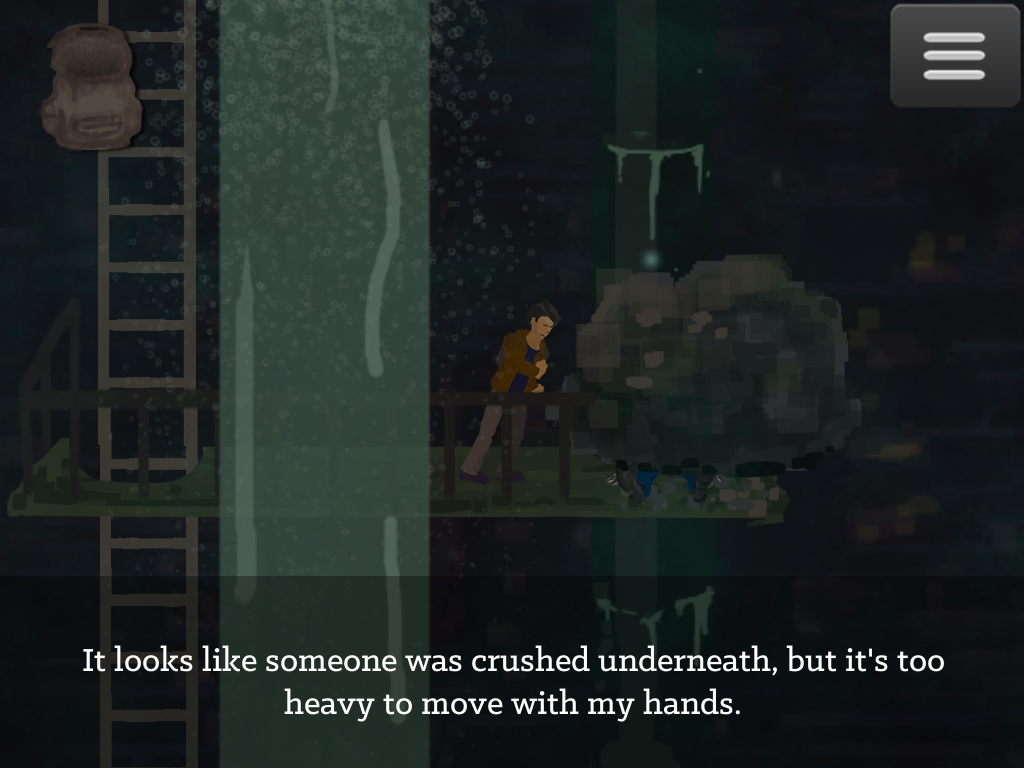 It looks like someone was crushed underneath, but it's too
heavy to move with my hands.